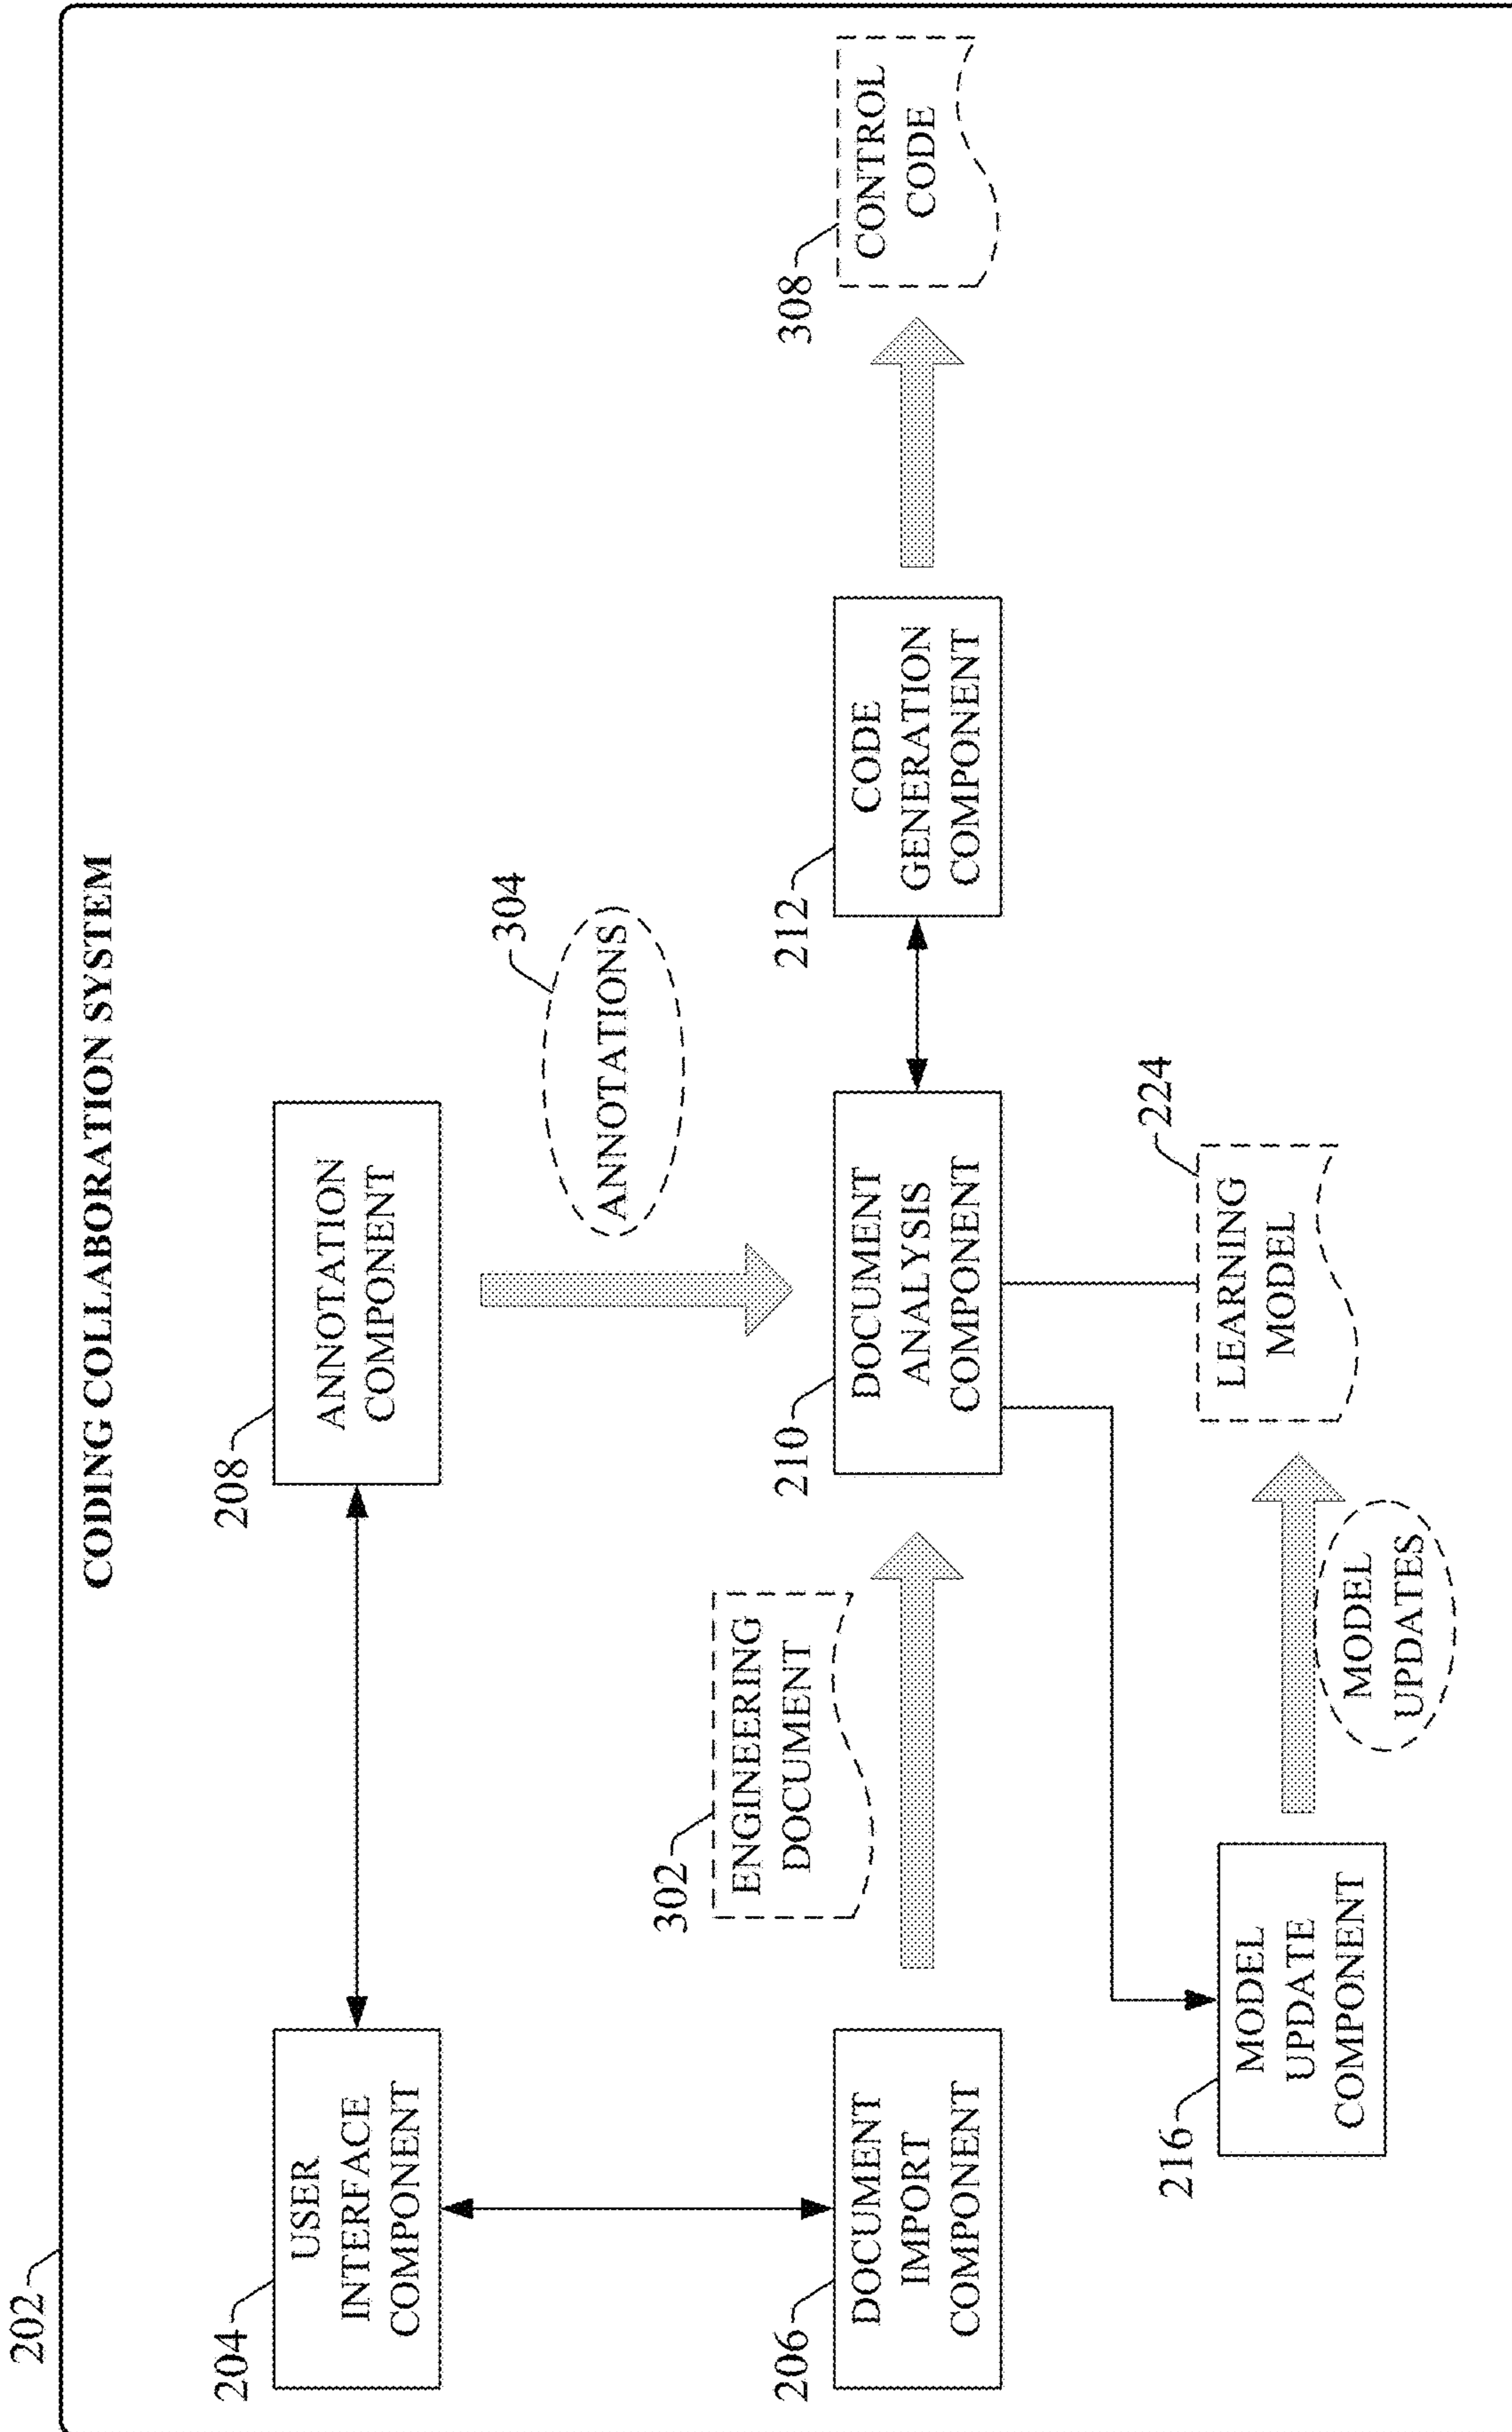 202
CODING COLLABORATION SYSTEM
204
USER
INTERFACE
COMPONENT
208
ANNOTATION
COMPONENT
304
ANNOTATIONS
302
ENGINEERING
DOCUMENT
206
DOCUMENT
IMPORT
COMPONENT
210
DOCUMENT
ANALYSIS
COMPONENT
212
CODE
GENERATION
COMPONENT
308
CONTROL
CODE
216
MODEL
UPDATE
COMPONENT
MODEL
UPDATES
224
LEARNING
MODEL